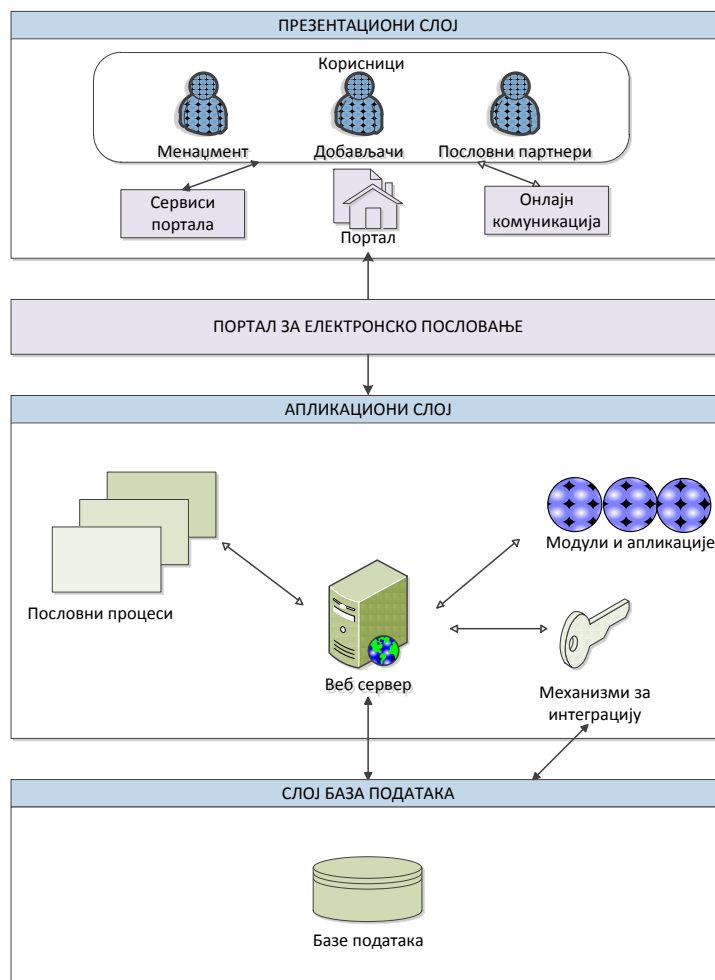 ПРЕЗЕНТАЦИОНИ СЛОЈ
Корисници
Менаџмент
Добављачи
Пословни партнери
Сервиси
портала
Портал
Онлајн
комуникација
ПОРТАЛ ЗА ЕЛЕКТРОНСКО ПОСЛОВАЊЕ
АПЛИКАЦИОНИ СЛОЈ
Пословни процеси
Модули и апликације
Веб сервер
Механизми за
интеграцију
СЛОЈ БАЗА ПОДАТАКА
Базе података